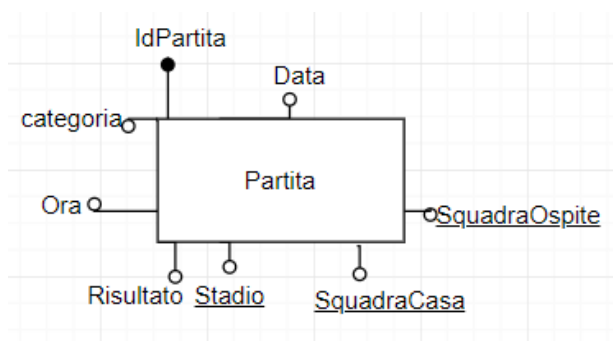 IdPartita
Data
categoria
Partita
Ora
SquadraOspite
Risultato
Stadio
SquadraCasa